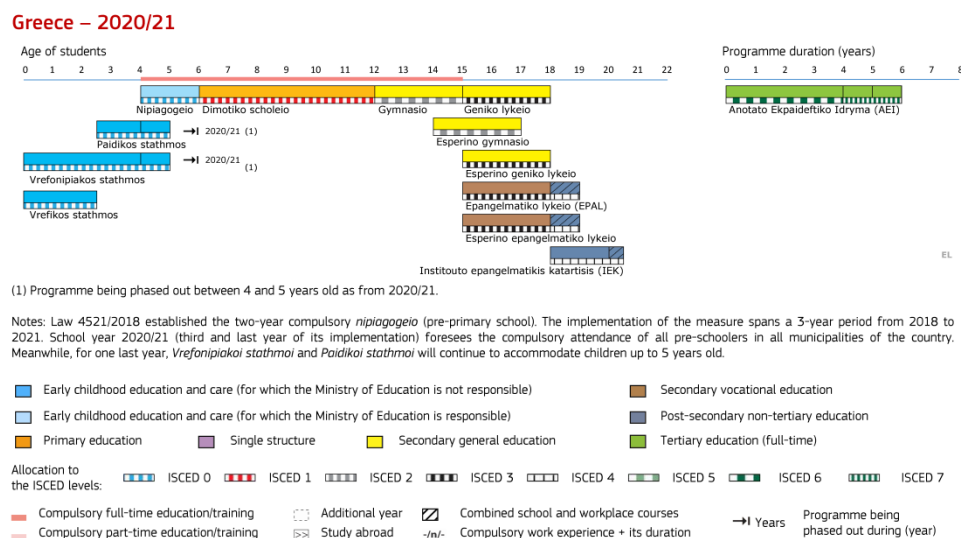 Greece – 2020/21
Age of students
Programme duration (years)
0 1 2 3 4 5 6 7 8 9 10 11 12 13 14 15 16 17 18 19 20 21 22
0 1 2 3 4 5 6 7 8
Nipiagogeio Dimotiko scholeio Gymnasio Geniko lykeio
Anotato Ekpaideftiko Idryma (AEI)
2020/21 (1)
Paidikos stathmos
Esperino gymnasio
2020/21 (1)
Vrefonipiakos stathmos
Esperino geniko lykeio
Vrefikos stathmos
Epangelmatiko lykeio (EPAL)
Esperino epangelmatiko lykeio
EL
Institouto epangelmatikis katartisis (IEK)
(1) Programme being phased out between 4 and 5 years old as from 2020/21.
Notes: Law 4521/2018 established the two-year compulsory nipiagogeio (pre-primary school). The implementation of the measure spans a 3-year period from 2018 to
2021. School year 2020/21 (third and last year of its implementation) foresees the compulsory attendance of all pre-schoolers in all municipalities of the country.
Meanwhile, for one last year, Vrefonipiakoi stathmoi and Paidikoi stathmoi will continue to accommodate children up to 5 years old.
Early childhood education and care (for which the Ministry of Education is not responsible)
Secondary vocational education
Early childhood education and care (for which the Ministry of Education is responsible)
Post-secondary non-tertiary education
Primary education Single structure Secondary general education Tertiary education (full-time)
Allocation to
the ISCED levels:
ISCED 0 ISCED 1 ISCED 2 ISCED 3 ISCED 4 ISCED 5 ISCED 6 ISCED 7
Compulsory full-time education/training
Additional year
Combined school and workplace courses
Years
Programme being
phased out during (year)
Compulsory part-time education/training
>> Study abroad
-/n/- Compulsory work experience + its duration